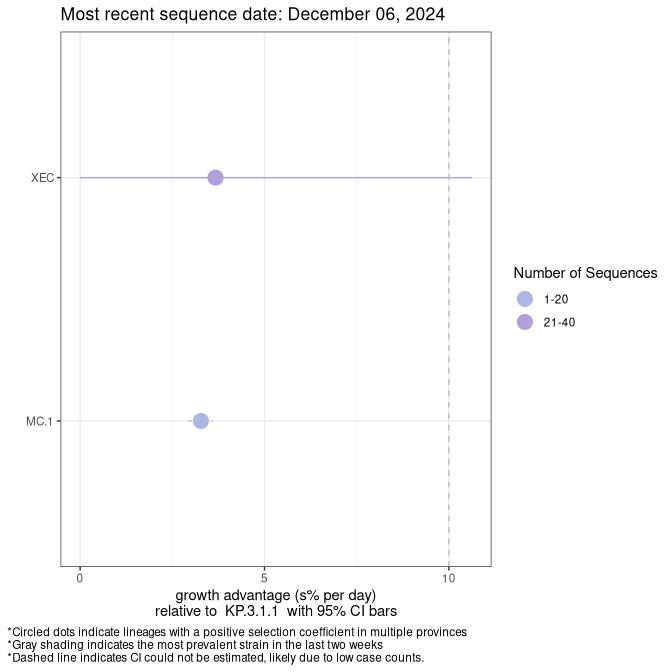 Most recent sequence date: December 06, 2024
XEC
MC.1
0
5
10
growth advantage (s% per day)
relative to KP.3.1.1 with 95% CI bars
Number of Sequences
1-20
21-40
*Circled dots indicate lineages with a positive selection coefficient in multiple provinces
*Gray shading indicates the most prevalent strain in the last two weeks
*Dashed line indicates CI could not be estimated, likely due to low case counts.